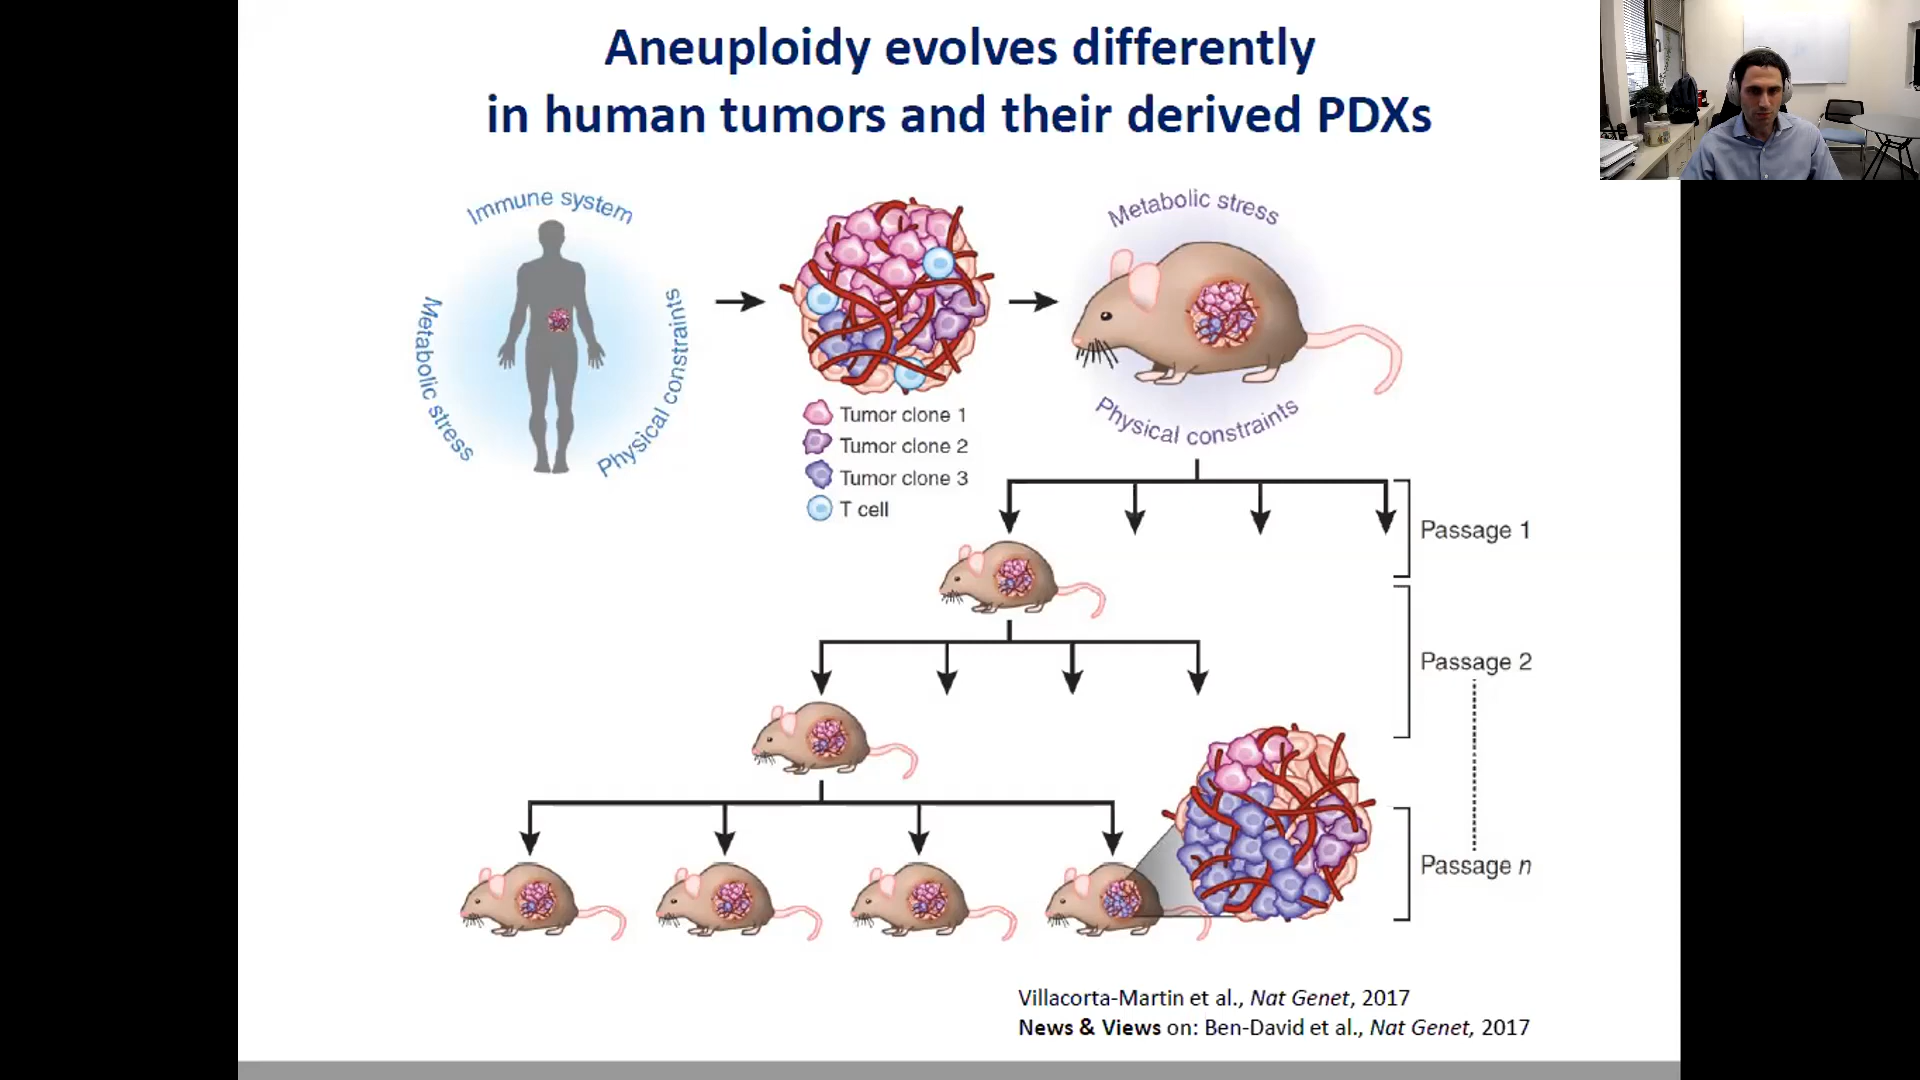 Aneuploidy evolves differently
in human tumors and their derived PDXs
Immune system
Metabolic stress
Physical constraints
Tumor clone 1
Tumor clone 2
Tumor clone 3
T cell
Metabolic stress
Physical constraints
Passage 1
Passage 2
Passage n
Villacorta-Martin et al., Nat Genet, 2017
News & Views on: Ben-David et al., Nat Genet, 2017